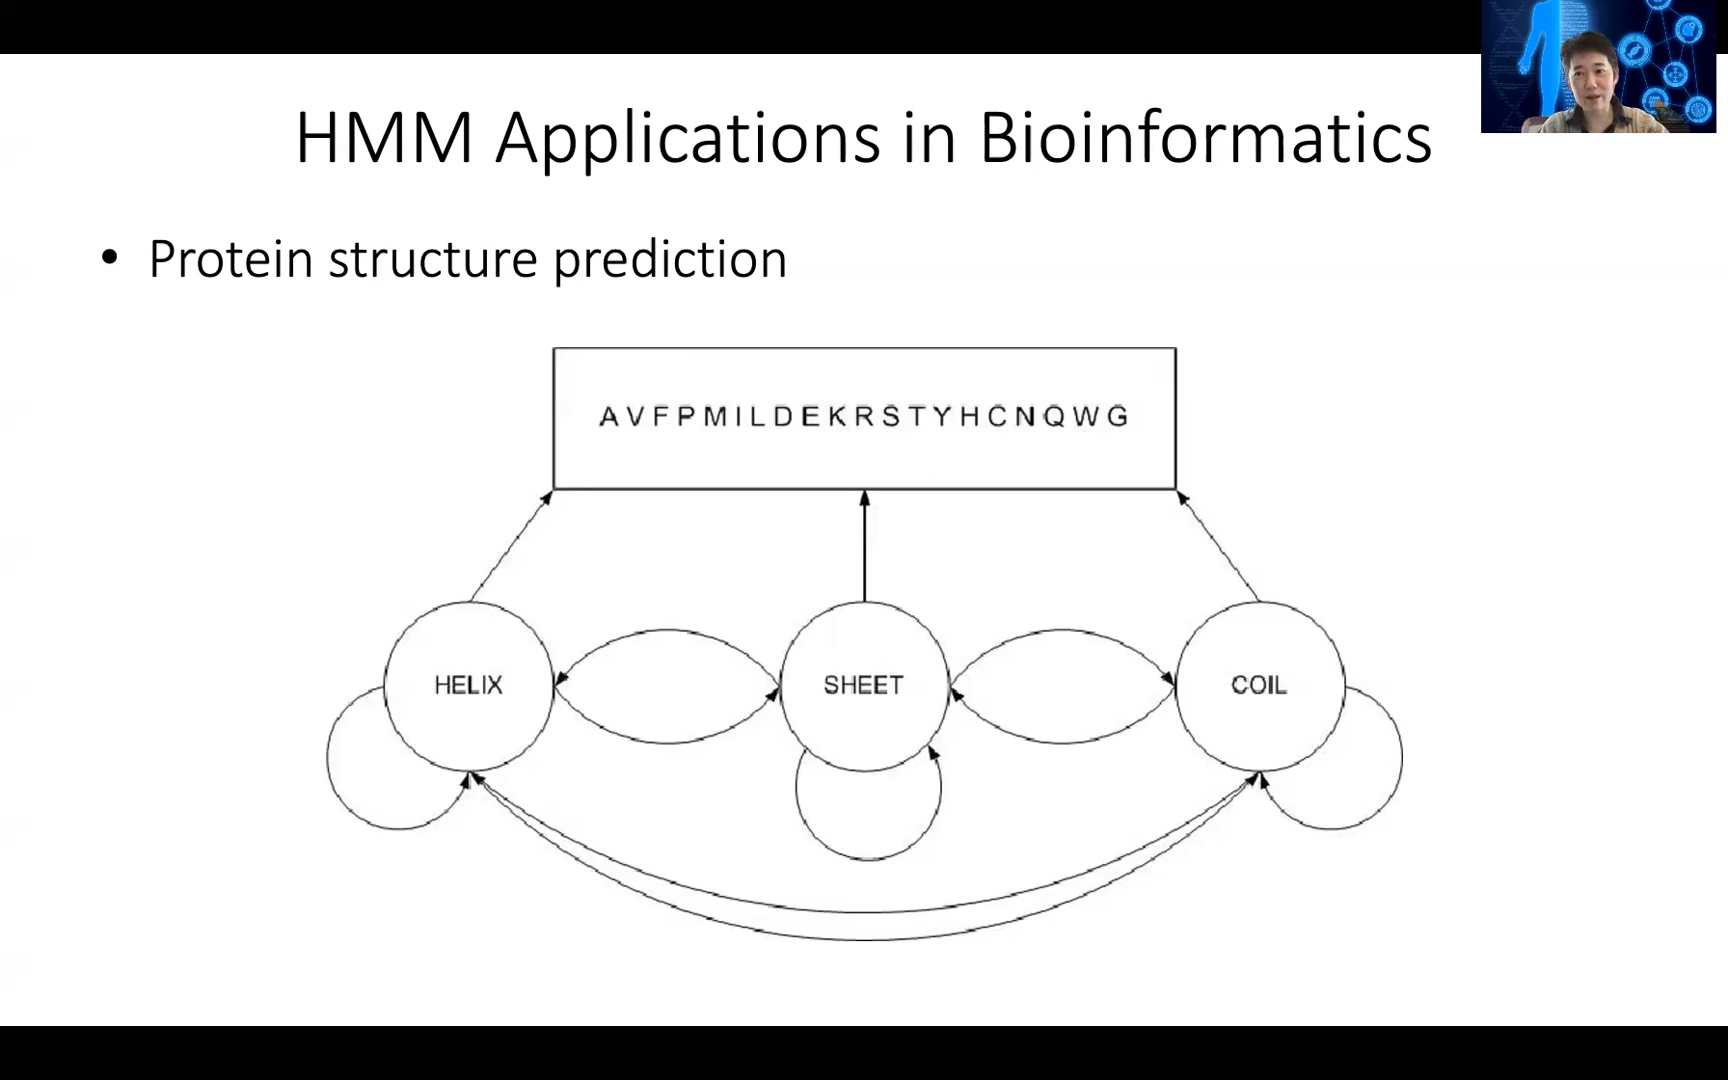 HMM Applications in Bioinformatics
• Protein structure prediction
A V F P M I L D E K R S T Y H C N Q W G
HELIX
SHEET
COIL